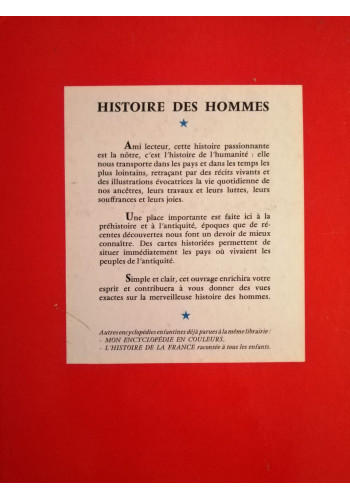 HISTOIRE DES HOMMES
Ami lecteur, cette histoire passionnante
est la nôtre, c'est l'histoire de l'humanité : elle
nous transporte dans les pays et dans les temps les
plus lointains, retraçant par des récits vivants et
des illustrations évocatrices la vie quotidienne de
nos ancêtres, leurs travaux et leurs luttes, leurs
souffrances et leurs joies.
Une place importante est faite ici à la
préhistoire et à l'antiquité, époques que de ré-
centes découvertes nous font un devoir de mieux
connaître. Des cartes historiées permettent de
situer immédiatement les pays où vivaient les
peuples de l'antiquité.
Simple et clair, cet ouvrage enrichira votre
esprit et contribuera à vous donner des vues
exactes sur la merveilleuse histoire des hommes.
Autres encyclopédies enfantines déjà parues à la même librairie :
- MON ENCYCLOPÉDIE EN COULEURS.
- L'HISTOIRE DE LA FRANCE racontée à tous les enfants.